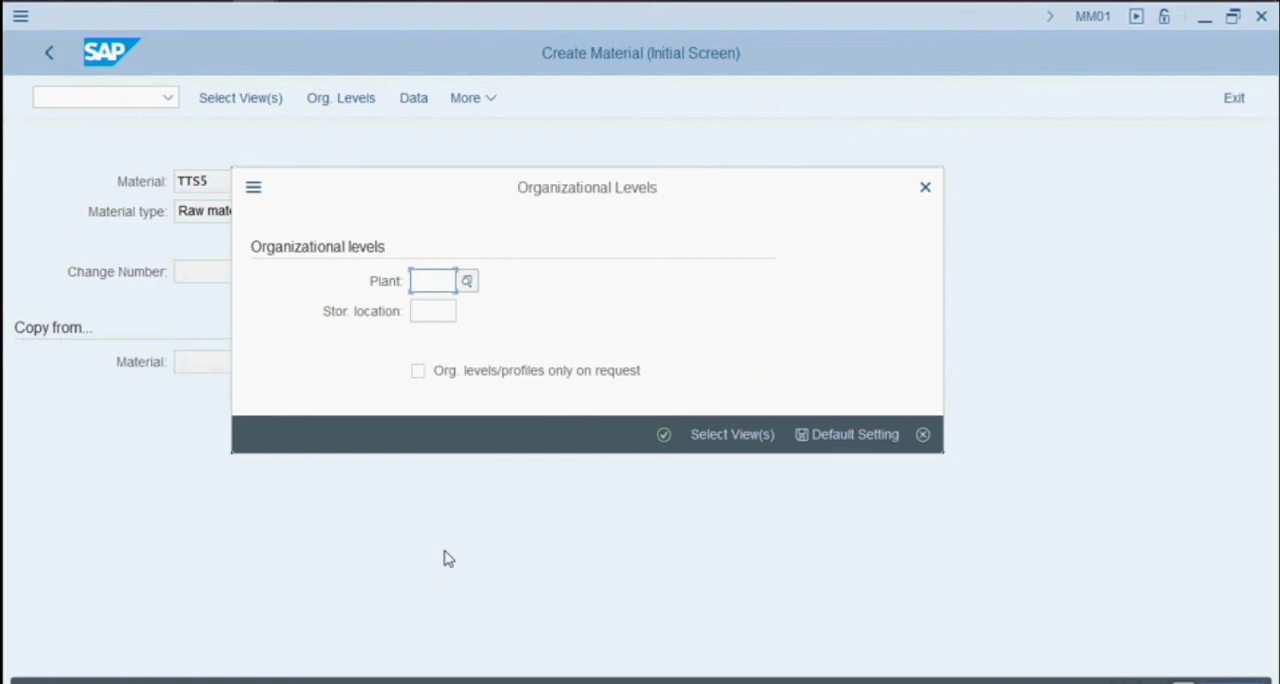 MM01
SAP
Create Material (Initial Screen)
Select View(s) Org. Levels Data More Exit
Material: TTS5
Material type: Raw mate
Change Number:
Copy from...
Material:
Organizational Levels
Organizational levels
Plant:
Stor. location:
Org. levels/profiles only on request
Select View(s) Default Setting